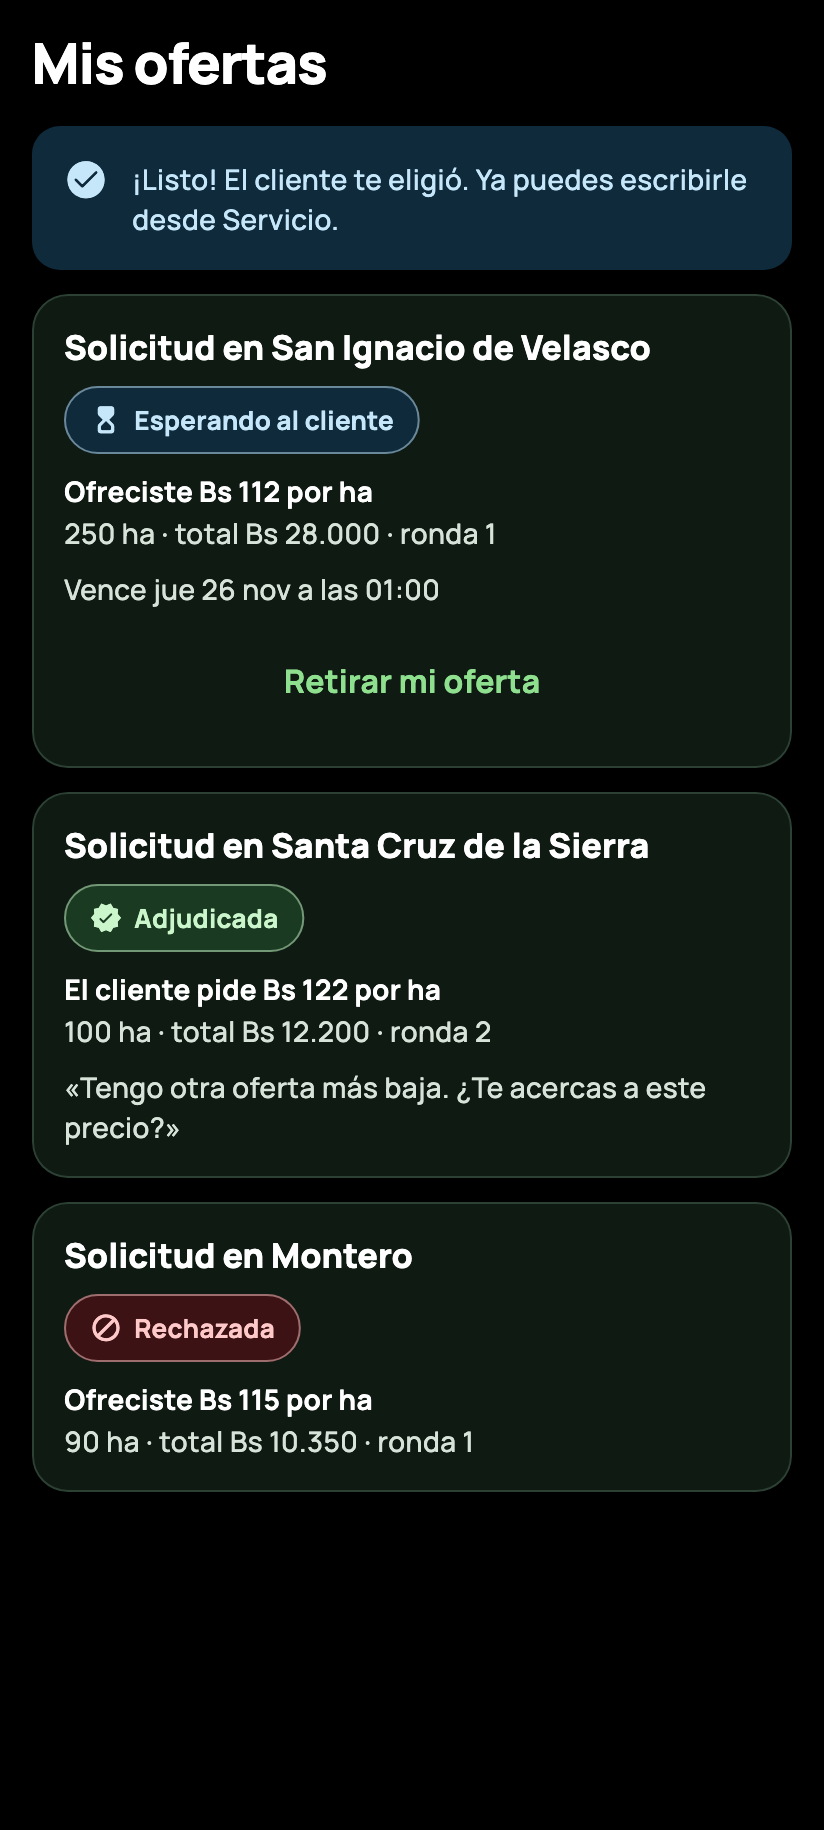 Mis ofertas
¡Listo! El cliente te eligió. Ya puedes escribirle
desde Servicio.
Solicitud en San Ignacio de Velasco
Esperando al cliente
Ofreciste Bs 112 por ha
250 ha · total Bs 28.000 · ronda 1
Vence jue 26 nov a las 01:00
Retirar mi oferta
Solicitud en Santa Cruz de la Sierra
Adjudicada
El cliente pide Bs 122 por ha
100 ha · total Bs 12.200 · ronda 2
«Tengo otra oferta más baja. ¿Te acercas a este
precio?»
Solicitud en Montero
Rechazada
Ofreciste Bs 115 por ha
90 ha · total Bs 10.350 · ronda 1